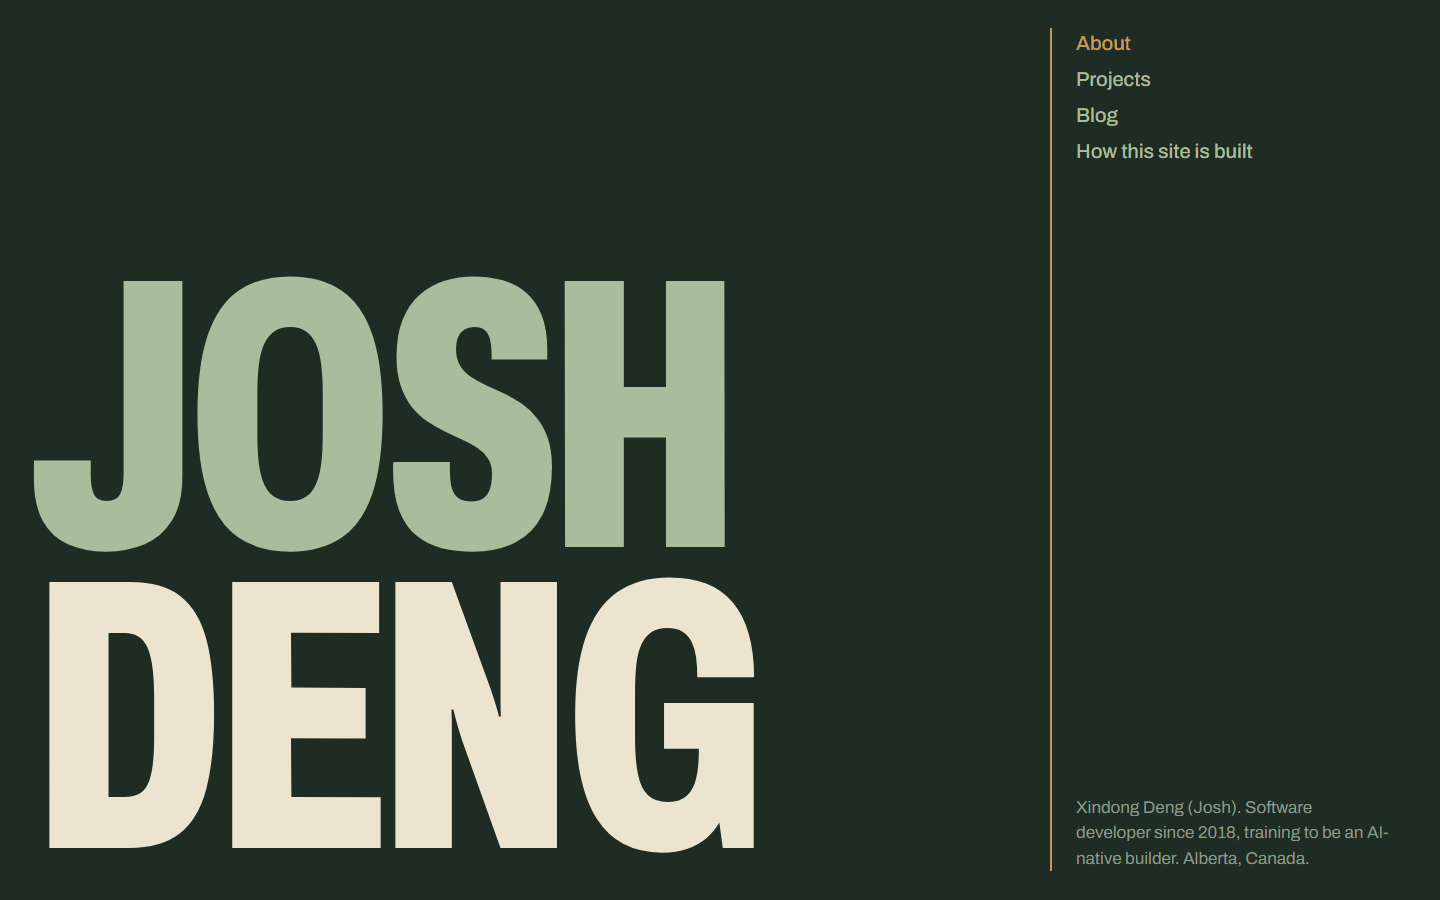 About
Projects
Blog
How this site is built
JOSH
DENG
Xindong Deng (Josh). Software
developer since 2018, training to be an AI-
native builder. Alberta, Canada.